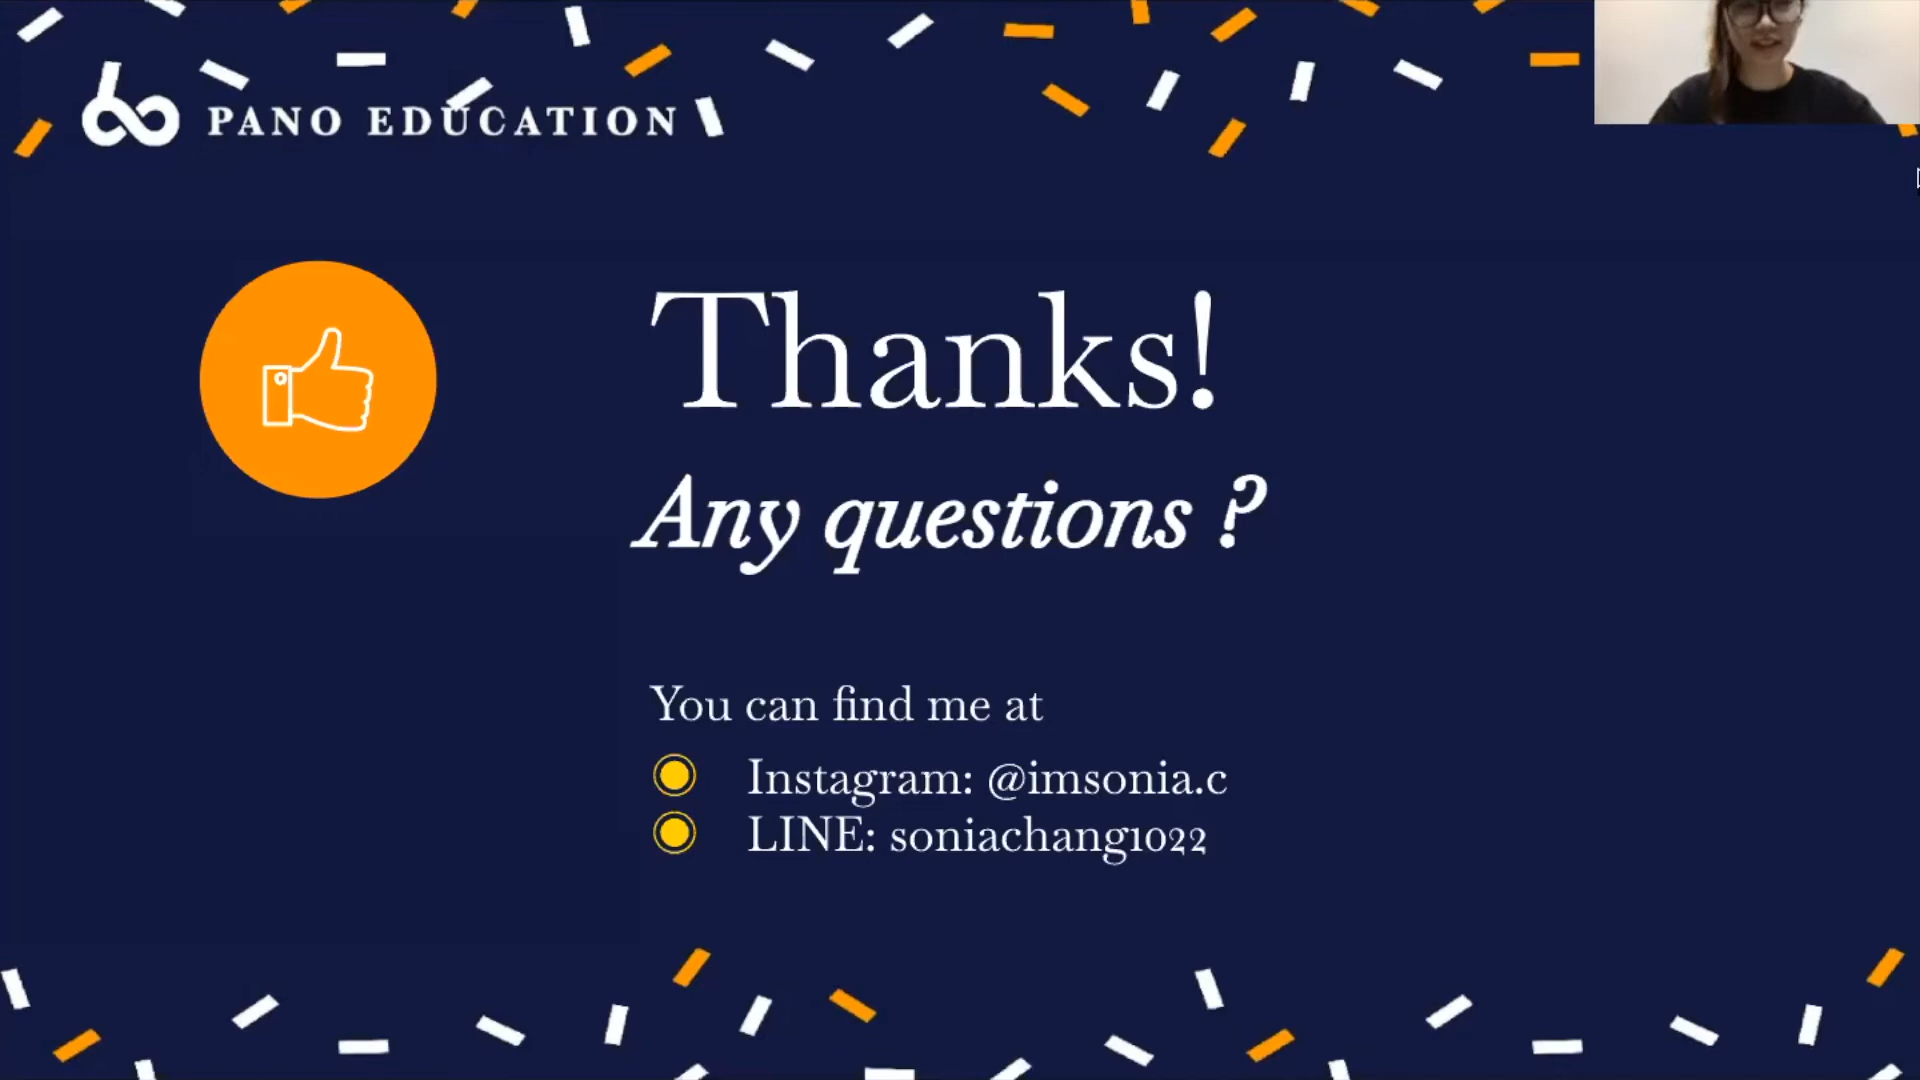 PANO EDUCATION
Thanks!
Any questions ?
You can find me at
Instagram: @imsonia.c
LINE: soniachang1022